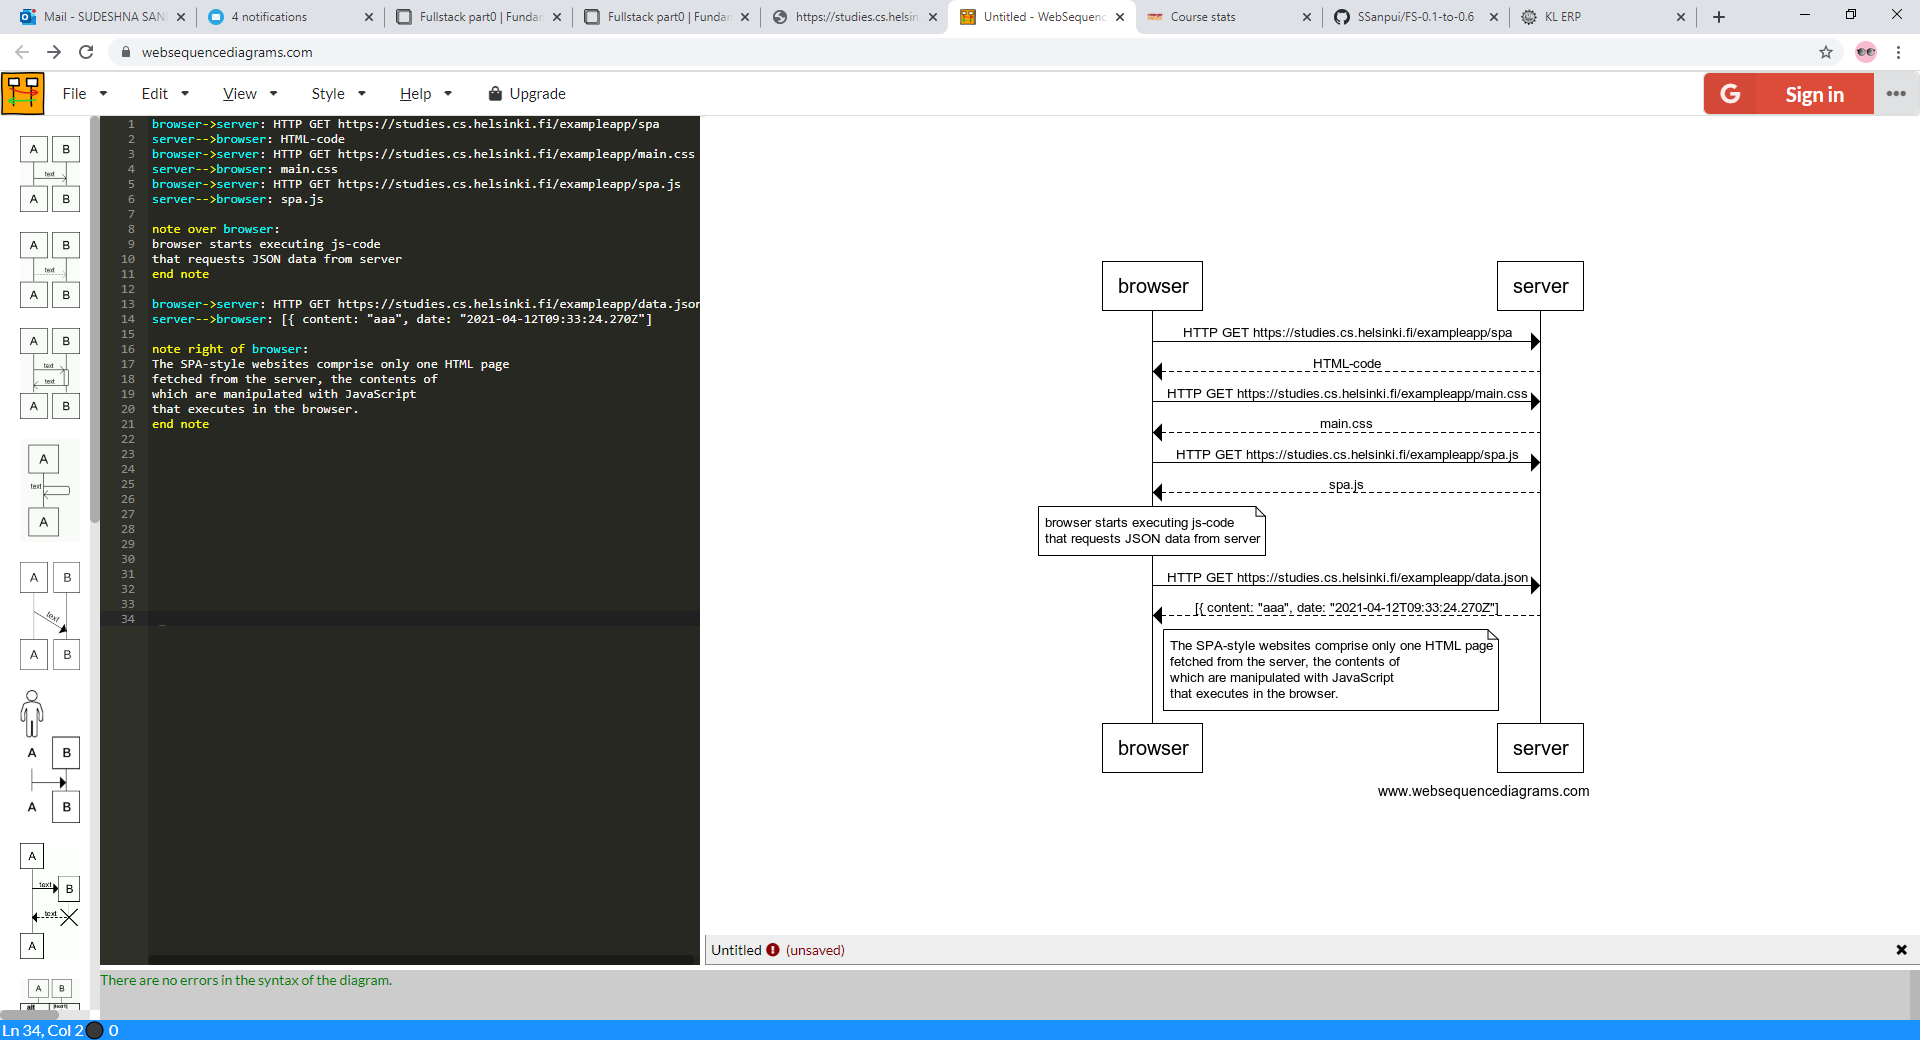 Mail - SUDESHNA SAN
4 notifications
Fullstack part0 | Fundam
Fullstack part0 | Fundam
https://studies.cs.helsin
Untitled - WebSequenc
Course stats
SSanpui/FS-0.1-to-0.6
KL ERP
websequencediagrams.com
File
Edit
View
Style
Help
Upgrade
G Sign in
1 browser->server: HTTP GET https://studies.cs.helsinki.fi/exampleapp/spa
2 server-->browser: HTML-code
3 browser->server: HTTP GET https://studies.cs.helsinki.fi/exampleapp/main.css
4 server-->browser: main.css
5 browser->server: HTTP GET https://studies.cs.helsinki.fi/exampleapp/spa.js
6 server-->browser: spa.js
7
8 note over browser:
9 browser starts executing js-code
10 that requests JSON data from server
11 end note
12
13 browser->server: HTTP GET https://studies.cs.helsinki.fi/exampleapp/data.json
14 server-->browser: [{ content: "aaa", date: "2021-04-12T09:33:24.270Z"]
15
16 note right of browser:
17 The SPA-style websites comprise only one HTML page
18 fetched from the server, the contents of
19 which are manipulated with JavaScript
20 that executes in the browser.
21 end note
22
23
24
25
26
27
28
29
30
31
32
33
34
A B
text
A B
A B
text
A B
A B
text
text
A B
A
text
A
A B
text
A B
A B
A B
A
text B
text
A
A B
alt [text]
browser server
HTTP GET https://studies.cs.helsinki.fi/exampleapp/spa
HTML-code
HTTP GET https://studies.cs.helsinki.fi/exampleapp/main.css
main.css
HTTP GET https://studies.cs.helsinki.fi/exampleapp/spa.js
spa.js
browser starts executing js-code
that requests JSON data from server
HTTP GET https://studies.cs.helsinki.fi/exampleapp/data.json
[{ content: "aaa", date: "2021-04-12T09:33:24.270Z"]
The SPA-style websites comprise only one HTML page
fetched from the server, the contents of
which are manipulated with JavaScript
that executes in the browser.
browser server
www.websequencediagrams.com
Untitled (unsaved)
There are no errors in the syntax of the diagram.
Ln 34, Col 2 0